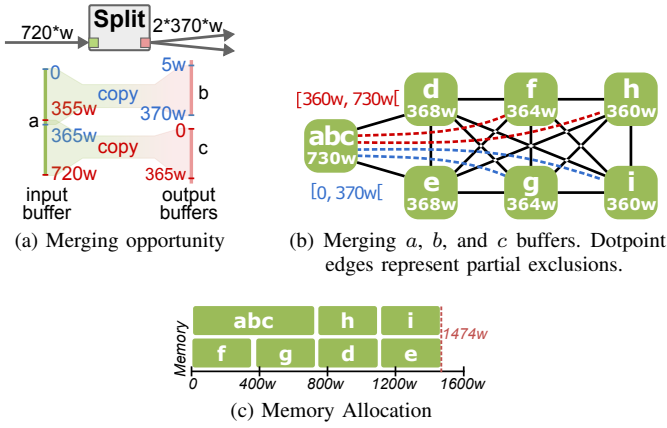 720*w
Split
2*370*w
0
5w
copy
b
355w
370w
a
365w
0
copy
c
720w
365w
input
buffer
output
buffers
(a) Merging opportunity
[360w, 730w[
d
368w
f
364w
h
360w
abc
730w
[0, 370w[
e
368w
g
364w
i
360w
(b) Merging a, b, and c buffers. Dotpoint
edges represent partial exclusions.
Memory
abc
h
i
1474w
f
g
d
e
0
400w
800w
1200w
1600w
(c) Memory Allocation